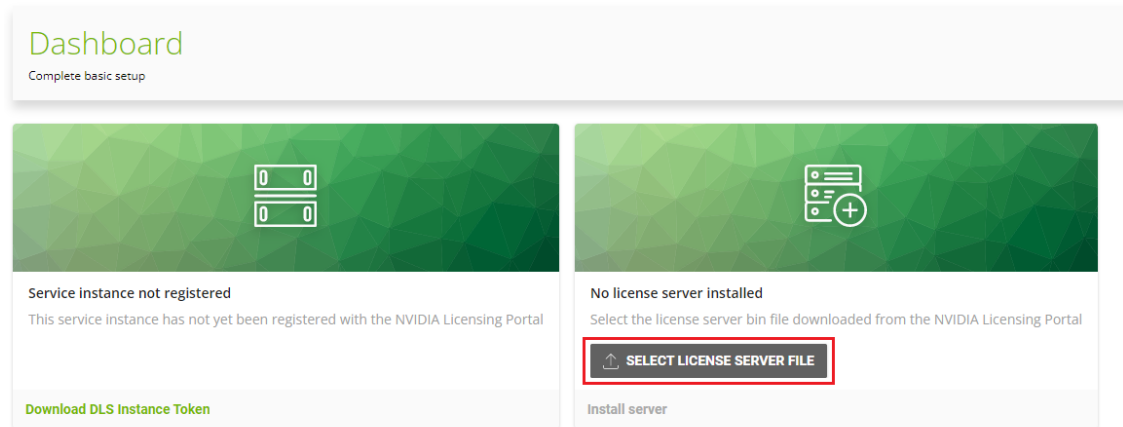 Dashboard
Complete basic setup
Service instance not registered
This service instance has not yet been registered with the NVIDIA Licensing Portal
Download DLS Instance Token
No license server installed
Select the license server bin file downloaded from the NVIDIA Licensing Portal
SELECT LICENSE SERVER FILE
Install server